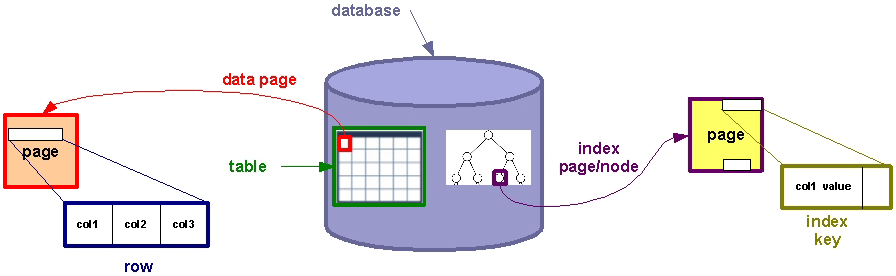 database
data page
page
table
index
page/node
page
col1 value
index
key
col1 col2 col3
row